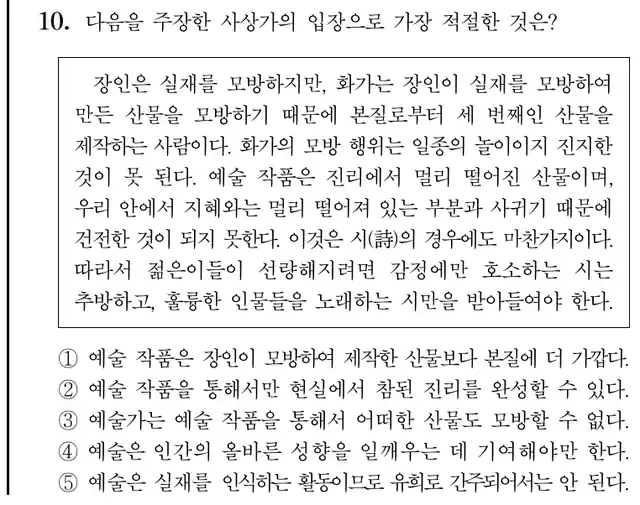 10. 다음을 주장한 사상가의 입장으로 가장 적절한 것은?
장인은 실재를 모방하지만, 화가는 장인이 실재를 모방하여
만든 산물을 모방하기 때문에 본질로부터 세 번째인 산물을
제작하는 사람이다. 화가의 모방 행위는 일종의 놀이이지 진지한
것이 못 된다. 예술 작품은 진리에서 멀리 떨어진 산물이며,
우리 안에서 지혜와는 멀리 떨어져 있는 부분과 사귀기 때문에
건전한 것이 되지 못한다. 이것은 시(詩)의 경우에도 마찬가지이다.
따라서 젊은이들이 선량해지려면 감정에만 호소하는 시는
추방하고, 훌륭한 인물들을 노래하는 시만을 받아들여야 한다.
① 예술 작품은 장인이 모방하여 제작한 산물보다 본질에 더 가깝다.
② 예술 작품을 통해서만 현실에서 참된 진리를 완성할 수 있다.
③ 예술가는 예술 작품을 통해서 어떠한 산물도 모방할 수 없다.
④ 예술은 인간의 올바른 성향을 일깨우는 데 기여해야만 한다.
⑤ 예술은 실재를 인식하는 활동이므로 유희로 간주되어서는 안 된다.